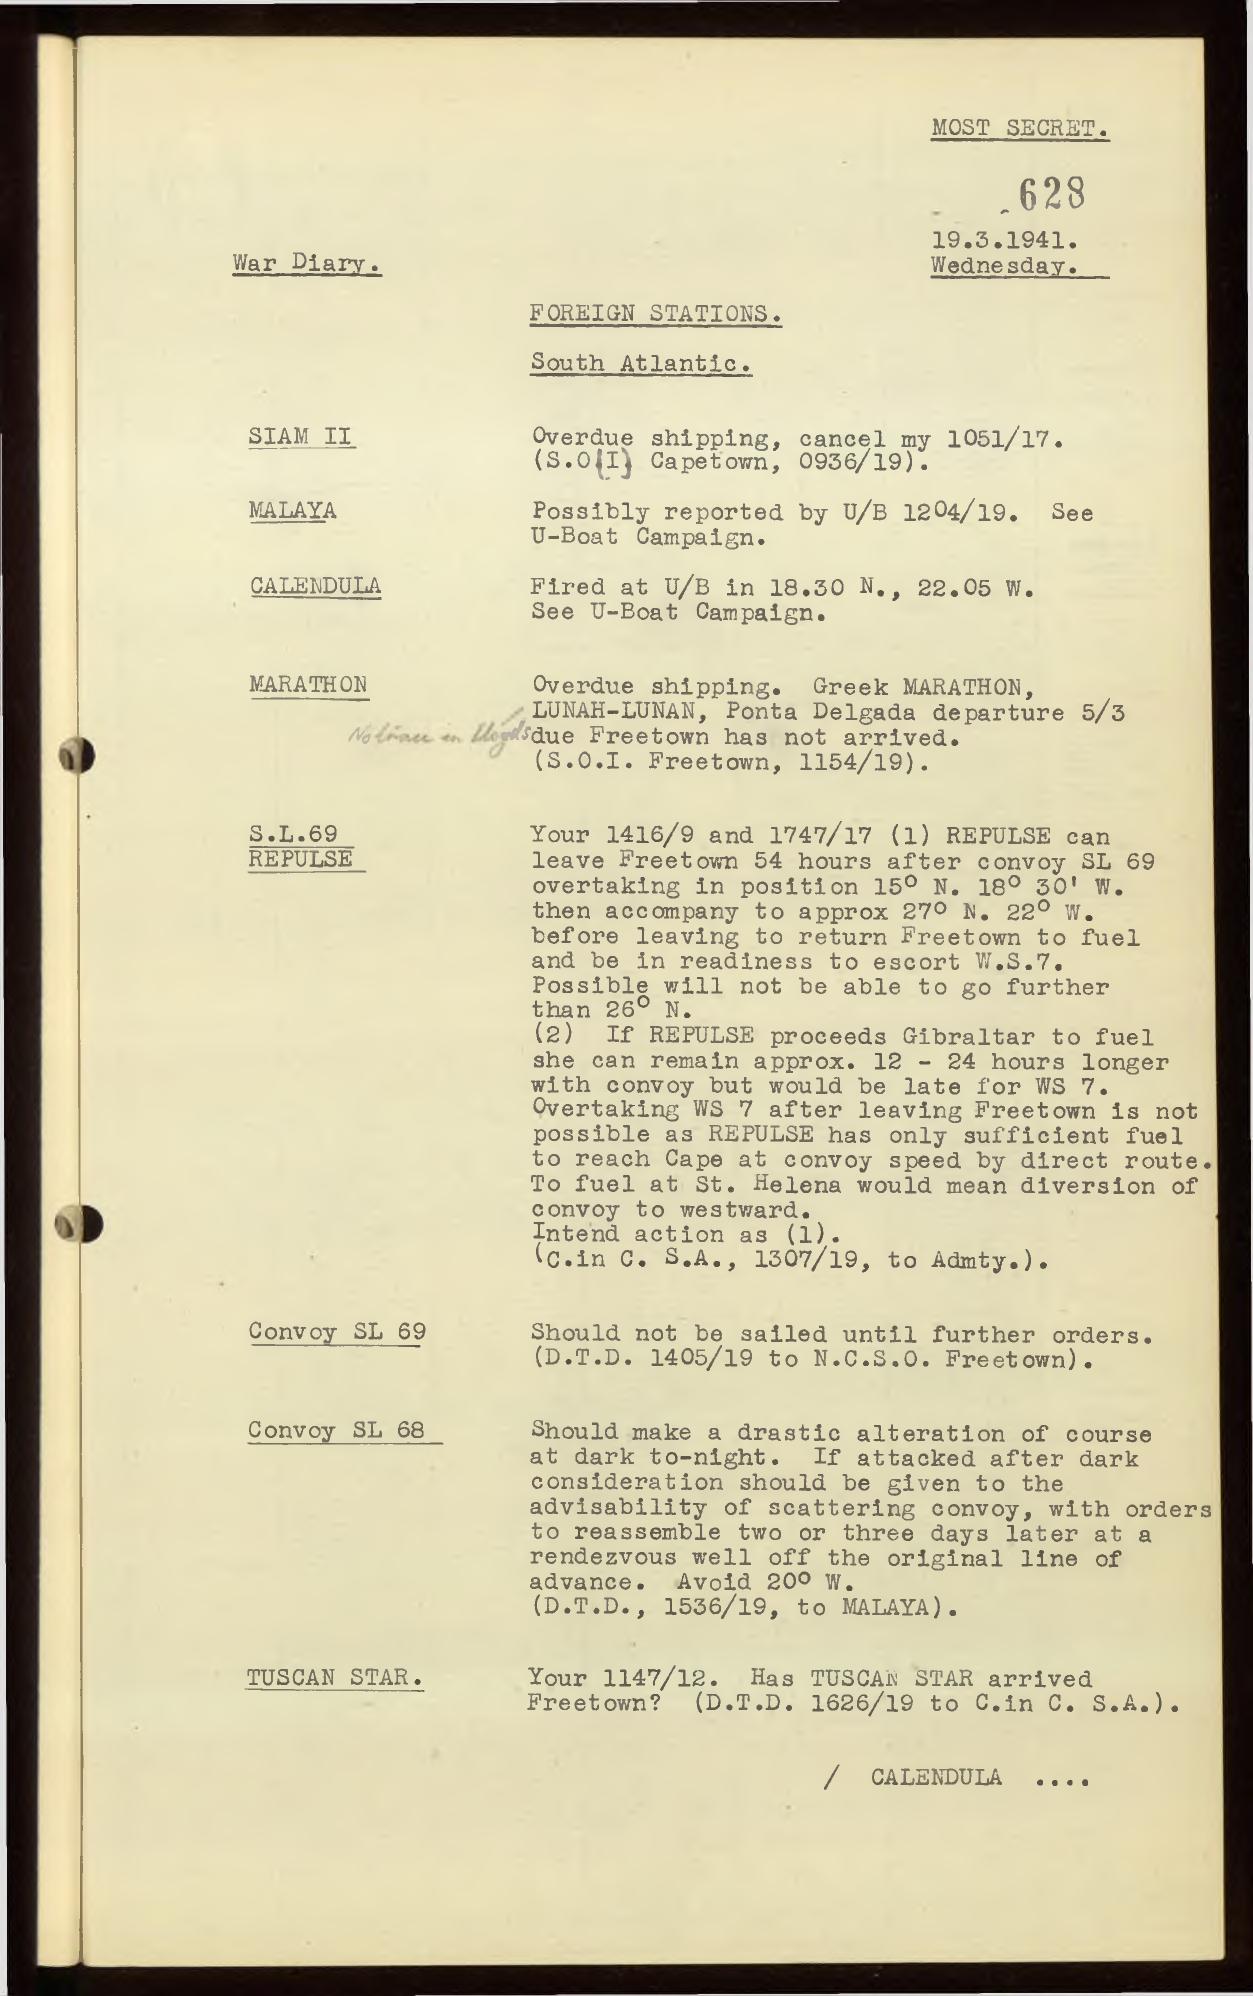 MOST SECRET.
628
19.3.1941.
Wednesday.
War Diary.
FOREIGN STATIONS.
South Atlantic.
SIAM II
Overdue shipping, cancel my 1051/17.
(S.O(I) Capetown, 0936/19).
MALAYA
Possibly reported by U/B 1204/19. See
U-Boat Campaign.
CALENDULA
Fired at U/B in 18.30 N., 22.05 W.
See U-Boat Campaign.
MARATHON
Overdue shipping. Greek MARATHON,
LUNAH-LUNAN, Ponta Delgada departure 5/3
No trace in Lloyds
due Freetown has not arrived.
(S.O.I. Freetown, 1154/19).
S.L.69
REPULSE
Your 1416/9 and 1747/17 (1) REPULSE can
leave Freetown 54 hours after convoy SL 69
overtaking in position 15° N. 18° 30' W.
then accompany to approx 27° N. 22° W.
before leaving to return Freetown to fuel
and be in readiness to escort W.S.7.
Possible will not be able to go further
than 26° N.
(2) If REPULSE proceeds Gibraltar to fuel
she can remain approx. 12 - 24 hours longer
with convoy but would be late for WS 7.
Overtaking WS 7 after leaving Freetown is not
possible as REPULSE has only sufficient fuel
to reach Cape at convoy speed by direct route.
To fuel at St. Helena would mean diversion of
convoy to westward.
Intend action as (1).
(C.in C. S.A., 1307/19, to Admty.).
Convoy SL 69
Should not be sailed until further orders.
(D.T.D. 1405/19 to N.C.S.O. Freetown).
Convoy SL 68
Should make a drastic alteration of course
at dark to-night. If attacked after dark
consideration should be given to the
advisability of scattering convoy, with orders
to reassemble two or three days later at a
rendezvous well off the original line of
advance. Avoid 20° W.
(D.T.D., 1536/19, to MALAYA).
TUSCAN STAR.
Your 1147/12. Has TUSCAN STAR arrived
Freetown? (D.T.D. 1626/19 to C.in C. S.A.).
/ CALENDULA ....